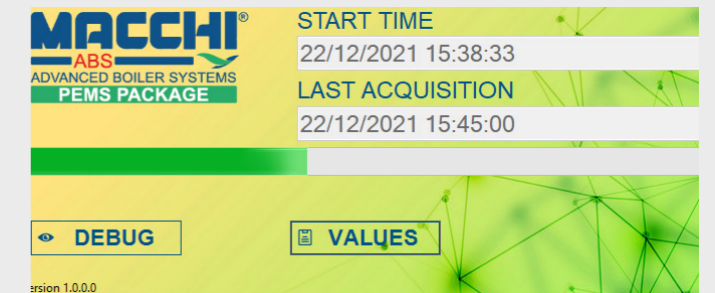 MACCHI®
ABS
ADVANCED BOILER SYSTEMS
PEMS PACKAGE
START TIME
22/12/2021 15:38:33
LAST ACQUISITION
22/12/2021 15:45:00
DEBUG
VALUES
ersion 1.0.0.0